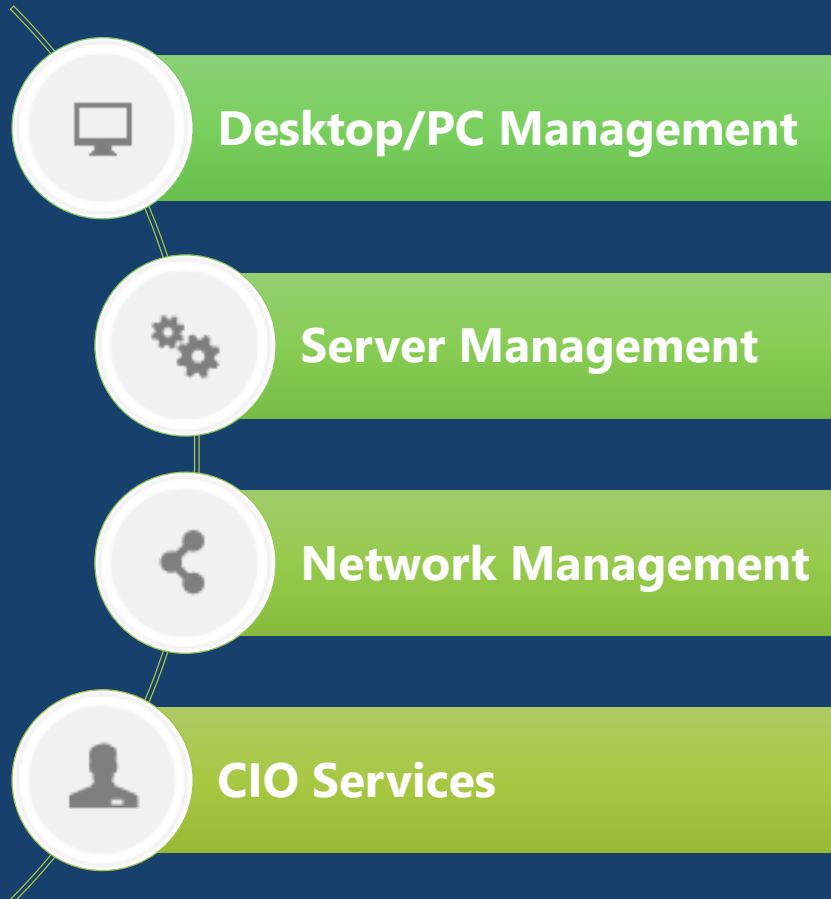 Desktop/PC Management
Server Management
Network Management
CIO Services